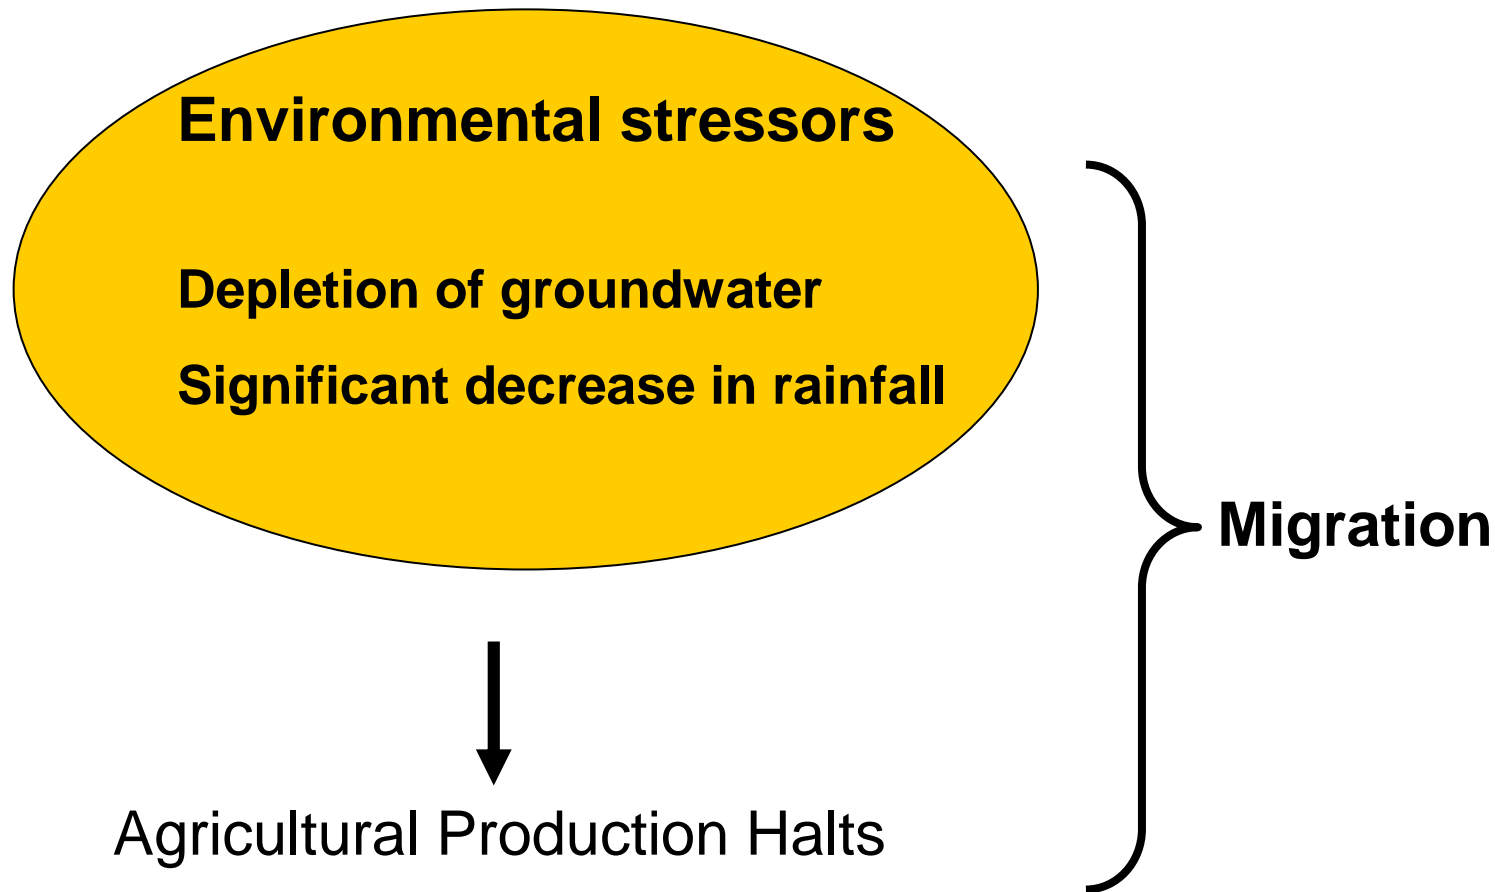 Environmental stressors
Depletion of groundwater
Significant decrease in rainfall
Migration
Agricultural Production Halts